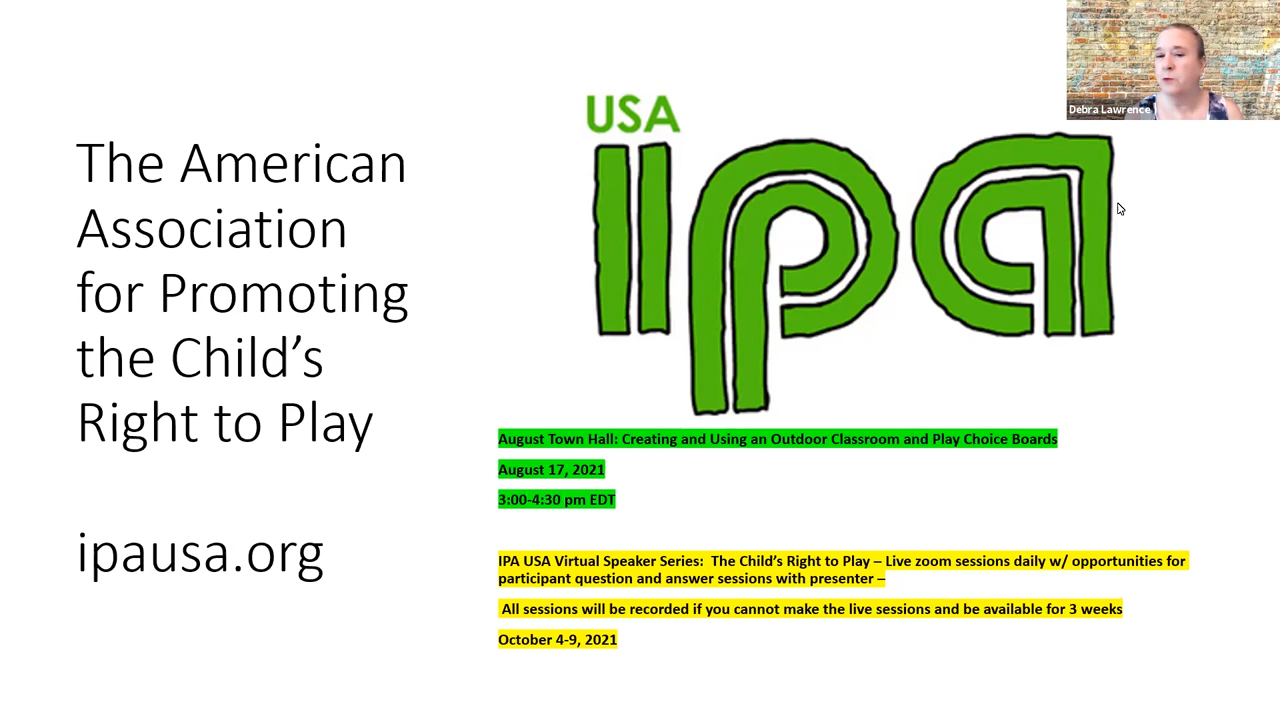 The American
Association
for Promoting
the Child’s
Right to Play
ipausa.org
USA
ipa
Debra Lawrence
August Town Hall: Creating and Using an Outdoor Classroom and Play Choice Boards
August 17, 2021
3:00-4:30 pm EDT
IPA USA Virtual Speaker Series:  The Child’s Right to Play – Live zoom sessions daily w/ opportunities for
participant question and answer sessions with presenter –
All sessions will be recorded if you cannot make the live sessions and be available for 3 weeks
October 4-9, 2021